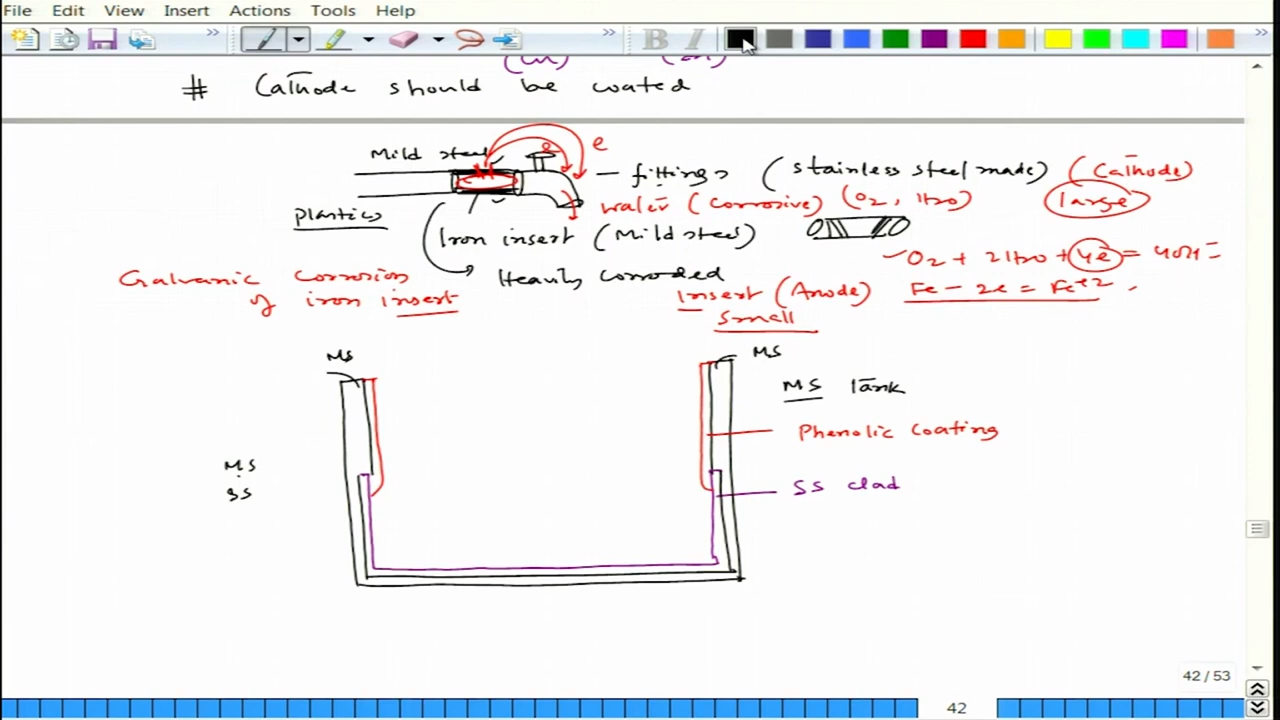 File Edit View Insert Actions Tools Help
B I
# Cathode should be coated
Mild steel
e e
fittings (stainless steel made) (Cathode)
large
plastics
water (corrosive) (O2, H2O)
Iron insert (Mild steel)
O2 + 2H2O + 4e = 4OH-
Heavily corroded
Galvanic corrosion
of iron insert
Insert (Anode) Fe - 2e = Fe+2
small
MS MS
MS Tank
Phenolic coating
MS
SS
SS clad
42 / 53
42